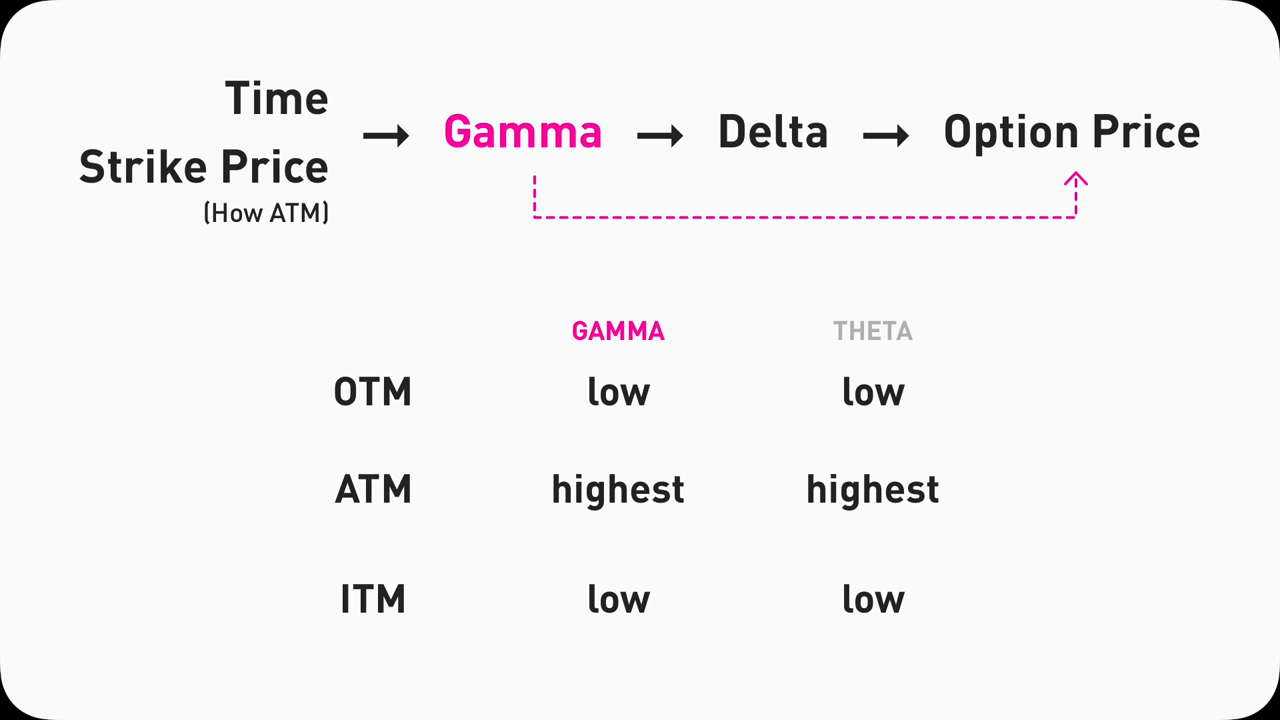 Time
Strike Price
(How ATM)
→ Gamma → Delta → Option Price
GAMMA THETA
OTM low low
ATM highest highest
ITM low low